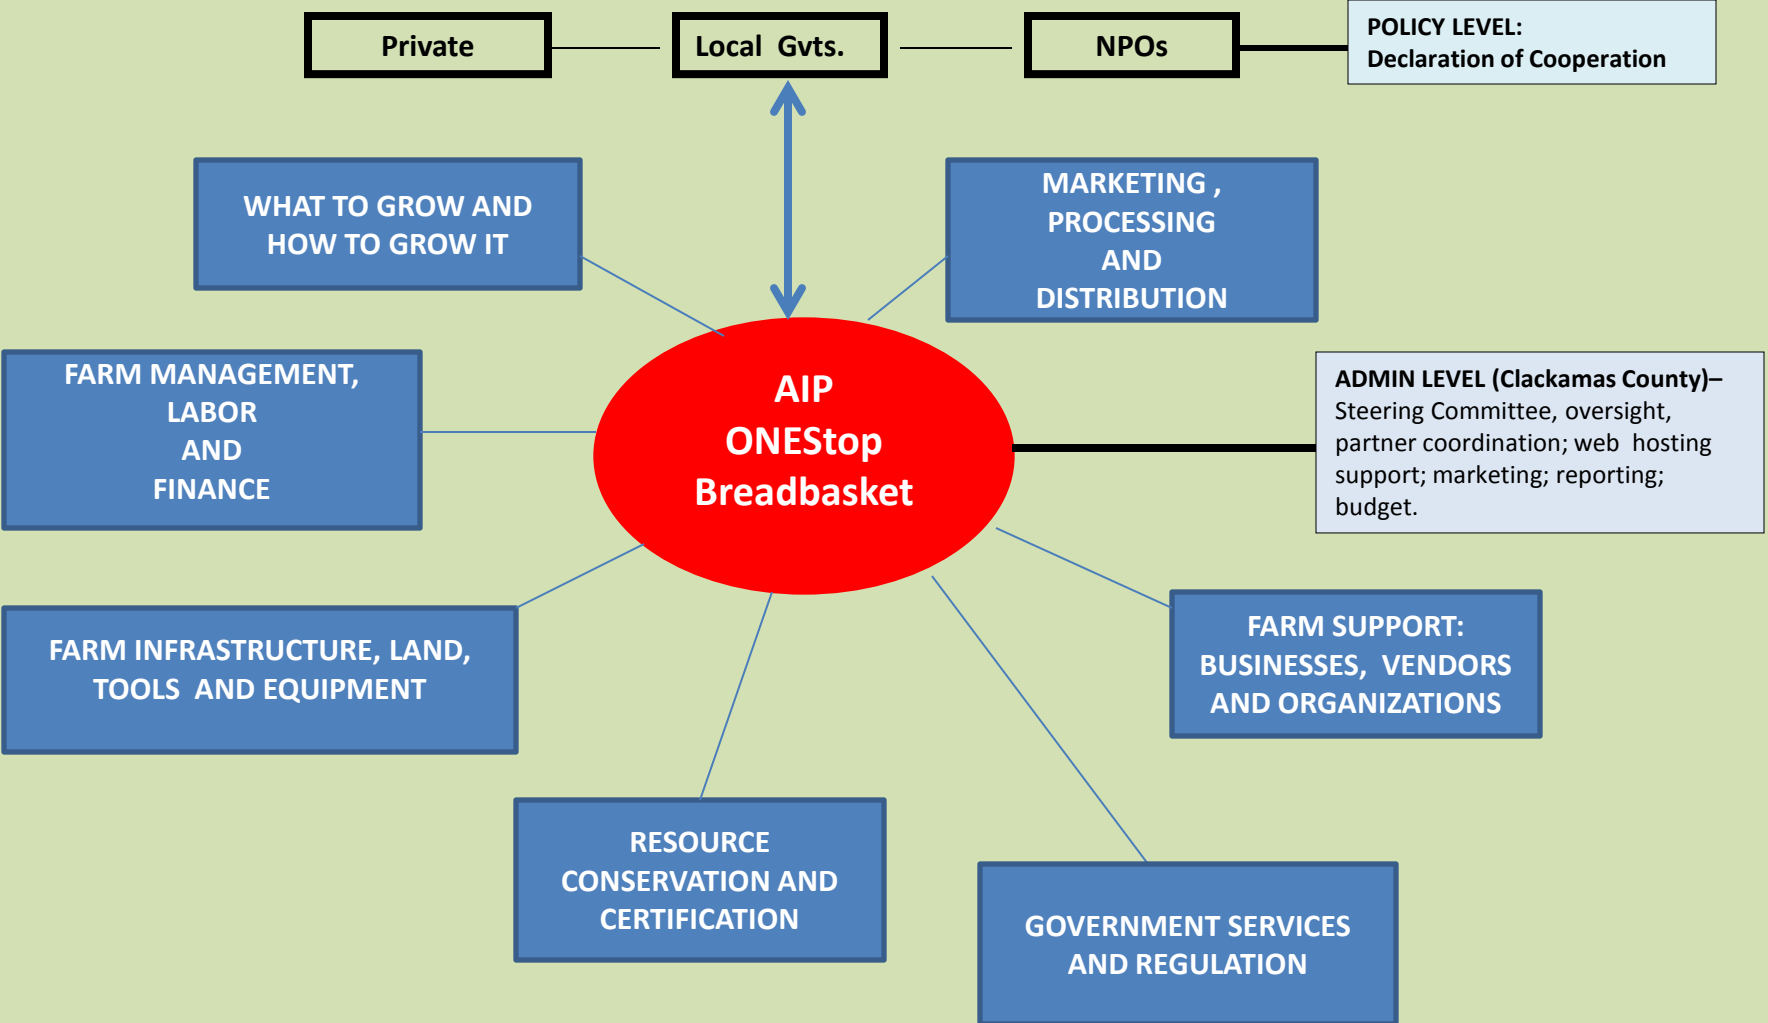 Private
Local Gvts.
NPOs
POLICY LEVEL:
Declaration of Cooperation
WHAT TO GROW AND
HOW TO GROW IT
MARKETING ,
PROCESSING
AND
DISTRIBUTION
FARM MANAGEMENT,
LABOR
AND
FINANCE
AIP
ONEStop
Breadbasket
ADMIN LEVEL (Clackamas County)–
Steering Committee, oversight,
partner coordination; web hosting
support; marketing; reporting;
budget.
FARM INFRASTRUCTURE, LAND,
TOOLS AND EQUIPMENT
FARM SUPPORT:
BUSINESSES, VENDORS
AND ORGANIZATIONS
RESOURCE
CONSERVATION AND
CERTIFICATION
GOVERNMENT SERVICES
AND REGULATION